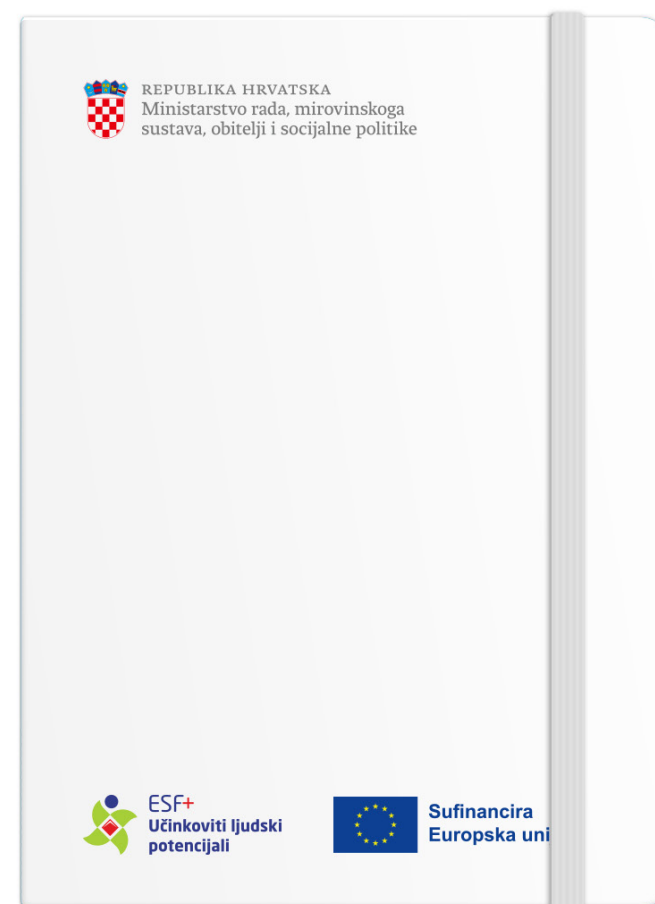 REPUBLIKA HRVATSKA
Ministarstvo rada, mirovinskoga
sustava, obitelji i socijalne politike
ESF+
Učinkoviti ljudski
potencijali
Sufinancira
Europska uni